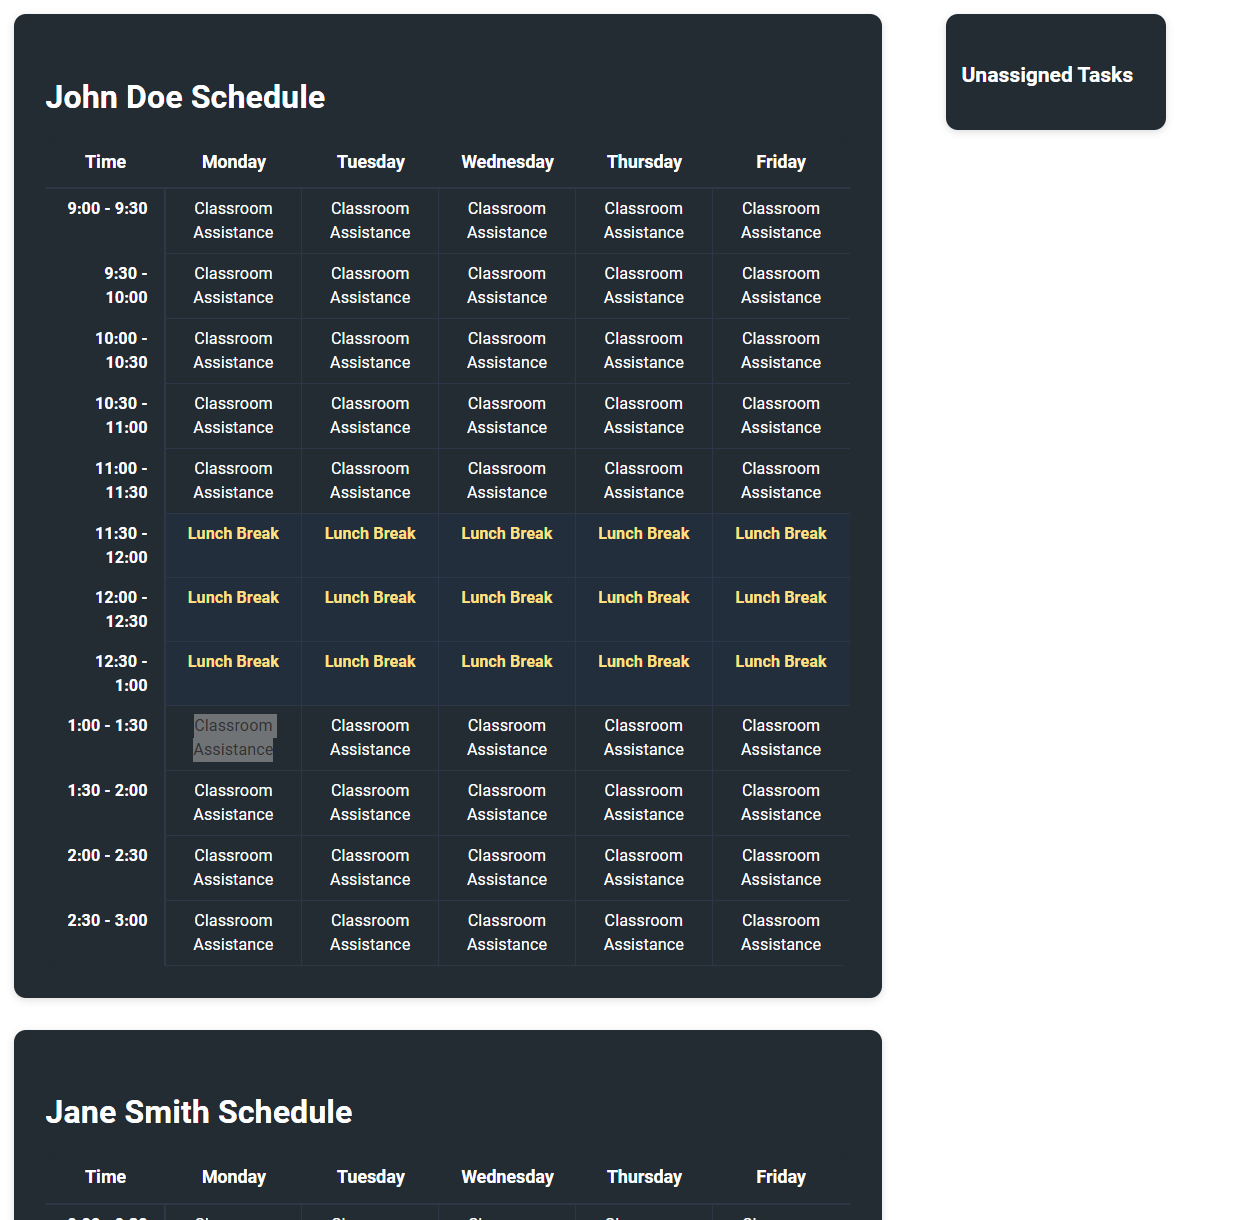 John Doe Schedule
Unassigned Tasks
Time Monday Tuesday Wednesday Thursday Friday
9:00 - 9:30 Classroom Classroom Classroom Classroom Classroom
Assistance Assistance Assistance Assistance Assistance
9:30 - Classroom Classroom Classroom Classroom Classroom
10:00 Assistance Assistance Assistance Assistance Assistance
10:00 - Classroom Classroom Classroom Classroom Classroom
10:30 Assistance Assistance Assistance Assistance Assistance
10:30 - Classroom Classroom Classroom Classroom Classroom
11:00 Assistance Assistance Assistance Assistance Assistance
11:00 - Classroom Classroom Classroom Classroom Classroom
11:30 Assistance Assistance Assistance Assistance Assistance
11:30 - Lunch Break Lunch Break Lunch Break Lunch Break Lunch Break
12:00
12:00 - Lunch Break Lunch Break Lunch Break Lunch Break Lunch Break
12:30
12:30 - Lunch Break Lunch Break Lunch Break Lunch Break Lunch Break
1:00
1:00 - 1:30 Classroom Classroom Classroom Classroom Classroom
Assistance Assistance Assistance Assistance Assistance
1:30 - 2:00 Classroom Classroom Classroom Classroom Classroom
Assistance Assistance Assistance Assistance Assistance
2:00 - 2:30 Classroom Classroom Classroom Classroom Classroom
Assistance Assistance Assistance Assistance Assistance
2:30 - 3:00 Classroom Classroom Classroom Classroom Classroom
Assistance Assistance Assistance Assistance Assistance
Jane Smith Schedule
Time Monday Tuesday Wednesday Thursday Friday